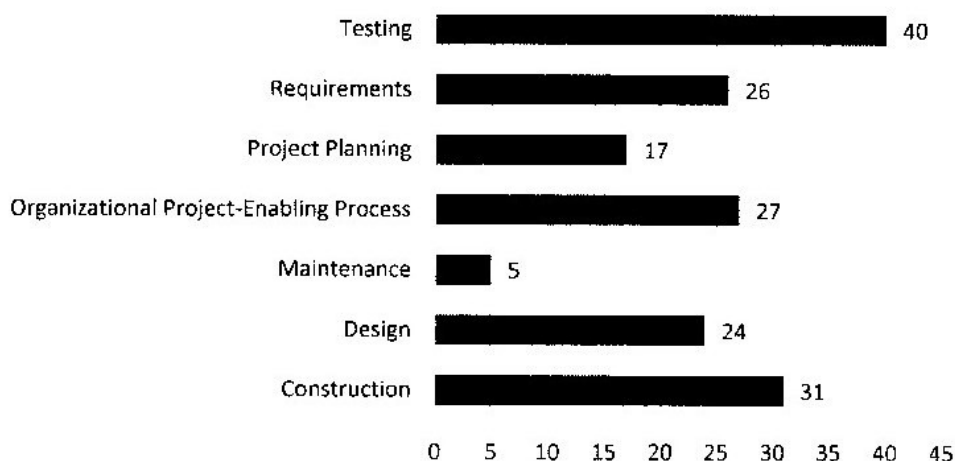 Testing 40
Requirements 26
Project Planning 17
Organizational Project-Enabling Process 27
Maintenance 5
Design 24
Construction 31
0 5 10 15 20 25 30 35 40 45